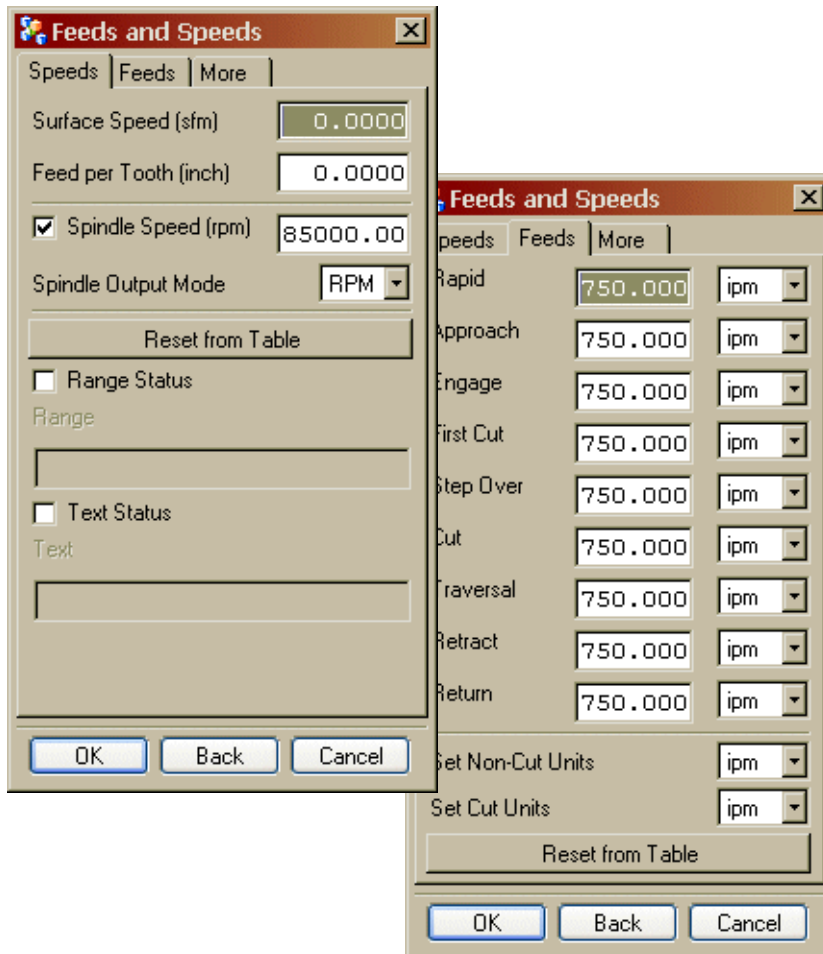 Feeds and Speeds
Speeds Feeds More
Surface Speed (sfm) 0.0000
Feed per Tooth (inch) 0.0000
Spindle Speed (rpm) 85000.00
Spindle Output Mode RPM
Reset from Table
Range Status
Range
Text Status
Text
OK Back Cancel
Feeds and Speeds
peeds Feeds More
Rapid 750.000 ipm
Approach 750.000 ipm
Engage 750.000 ipm
First Cut 750.000 ipm
Step Over 750.000 ipm
Cut 750.000 ipm
Traversal 750.000 ipm
Retract 750.000 ipm
Return 750.000 ipm
Set Non-Cut Units ipm
Set Cut Units ipm
Reset from Table
OK Back Cancel